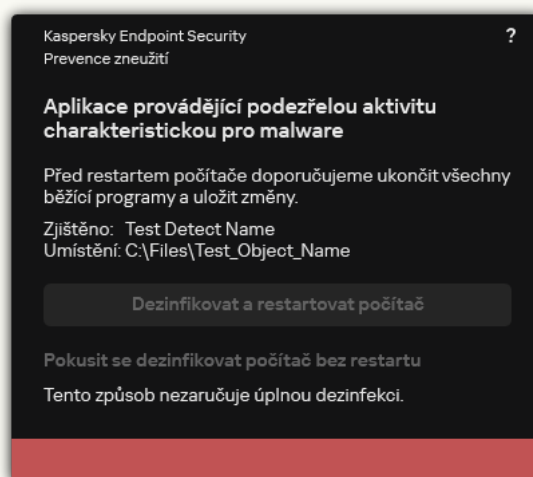 Kaspersky Endpoint Security
?
Prevence zneužití
Aplikace provádějící podezřelou aktivitu
charakteristickou pro malware
Před restartem počítače doporučujeme ukončit všechny
běžící programy a uložit změny.
Zjištěno: Test Detect Name
Umístění: C:\Files\Test_Object_Name
Dezinfikovat a restartovat počítač
Pokusit se dezinfikovat počítač bez restartu
Tento způsob nezaručuje úplnou dezinfekci.